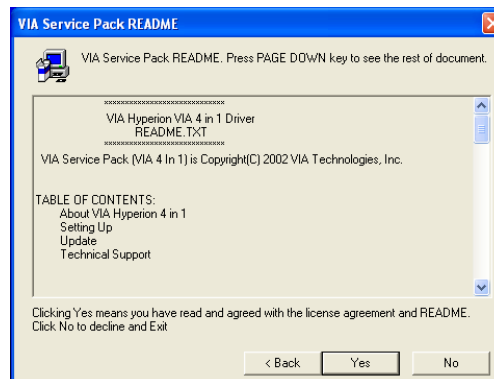 VIA Service Pack README
VIA Service Pack README. Press PAGE DOWN key to see the rest of document.
xxxxxxxxxxxxxxxxxxxxxxxxxxxxx
VIA Hyperion VIA 4 in 1 Driver
README.TXT
xxxxxxxxxxxxxxxxxxxxxxxxxxxxx
VIA Service Pack (VIA 4 In 1) is Copyright(C) 2002 VIA Technologies, Inc.
TABLE OF CONTENTS:
About VIA Hyperion 4 in 1
Setting Up
Update
Technical Support
Clicking Yes means you have read and agreed with the license agreement and README.
Click No to decline and Exit
< Back Yes No